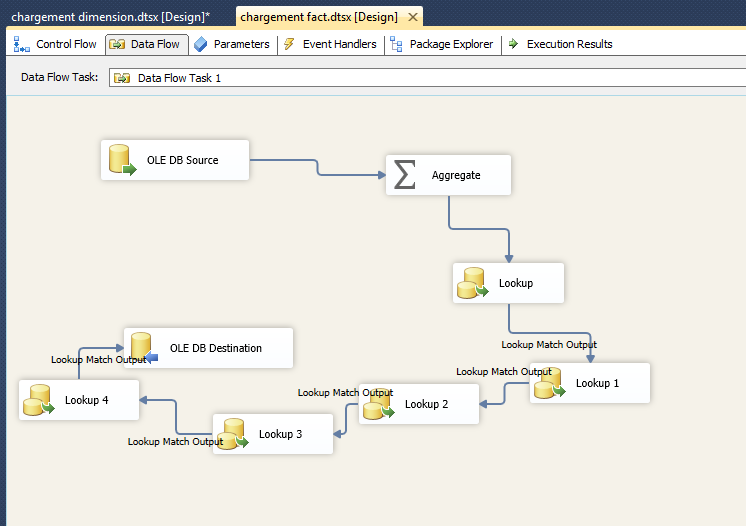 chargement dimension.dtsx [Design]*
chargement fact.dtsx [Design]
Control Flow
Data Flow
Parameters
Event Handlers
Package Explorer
Execution Results
Data Flow Task:
Data Flow Task 1
OLE DB Source
Aggregate
Lookup
Lookup Match Output
OLE DB Destination
Lookup Match Output
Lookup Match Output
Lookup 1
Lookup Match Output
Lookup 4
Lookup 2
Lookup 3
Lookup Match Output